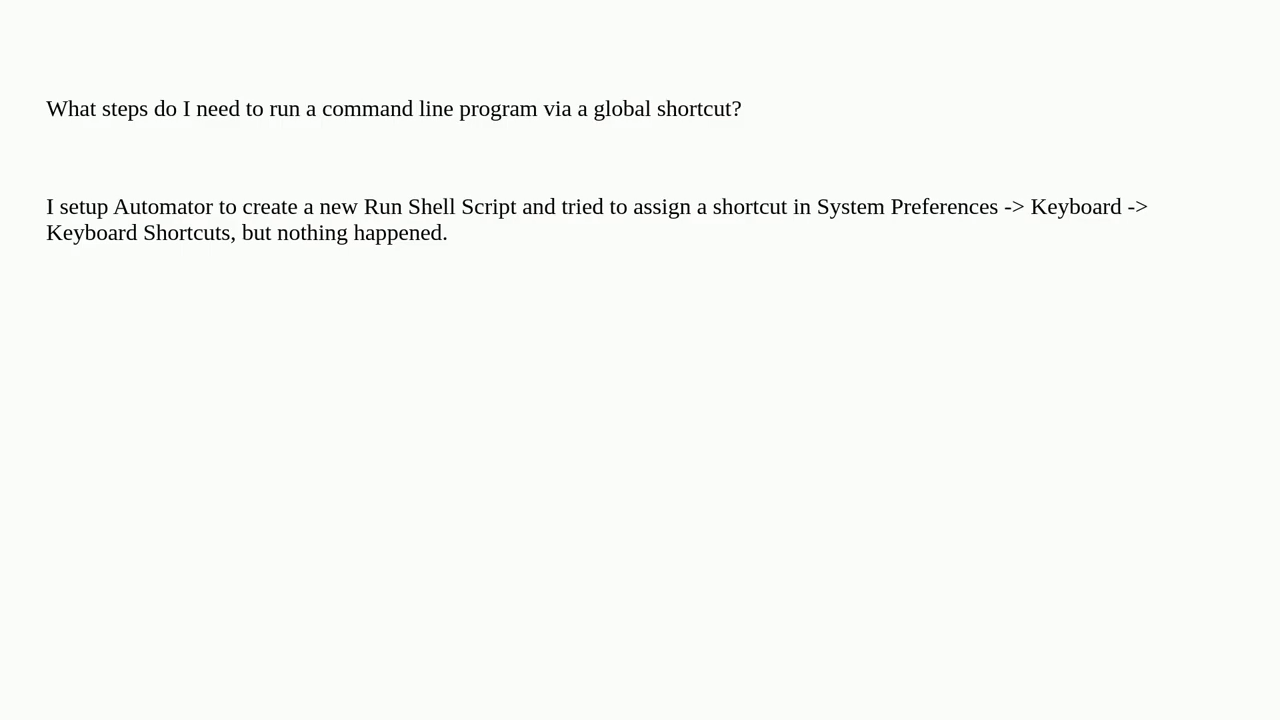 What steps do I need to run a command line program via a global shortcut?
I setup Automator to create a new Run Shell Script and tried to assign a shortcut in System Preferences -> Keyboard ->
Keyboard Shortcuts, but nothing happened.